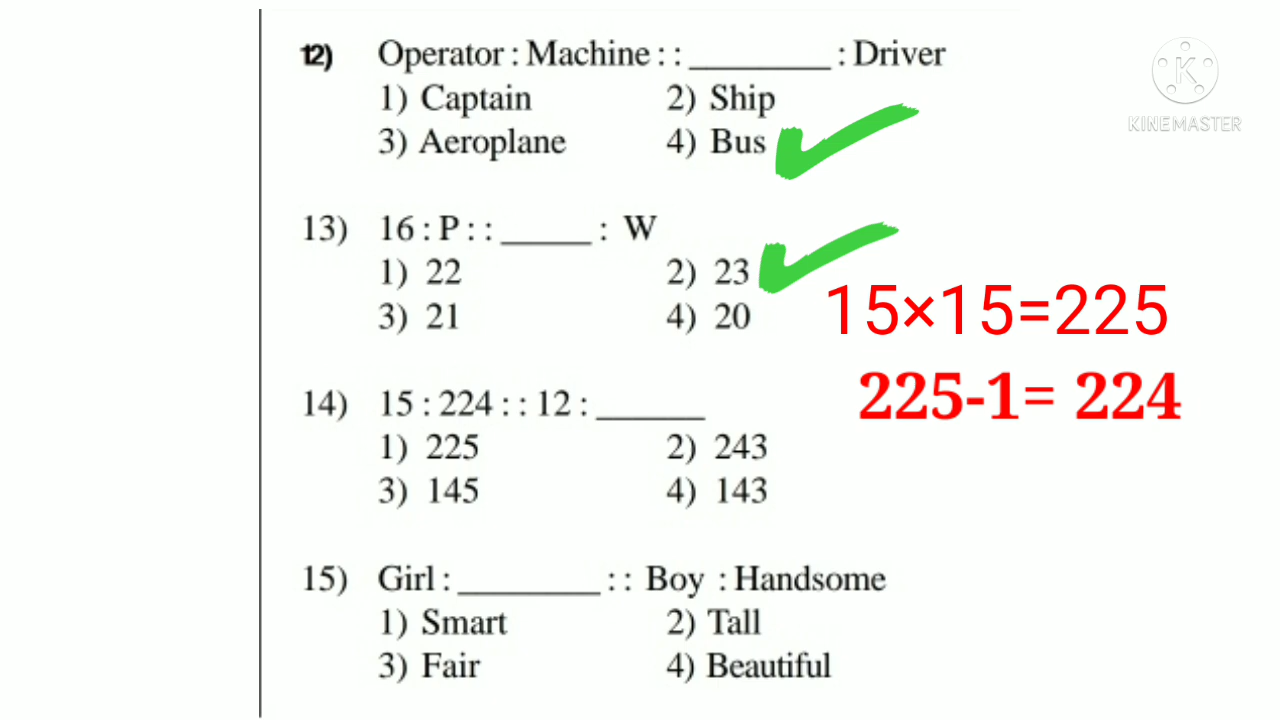 12) Operator : Machine : : ________ : Driver
1) Captain 2) Ship
3) Aeroplane 4) Bus
KINEMASTER
13) 16 : P : : _____ : W
1) 22 2) 23
3) 21 4) 20
15×15=225
225-1= 224
14) 15 : 224 : : 12 : ______
1) 225 2) 243
3) 145 4) 143
15) Girl : ________ : : Boy : Handsome
1) Smart 2) Tall
3) Fair 4) Beautiful